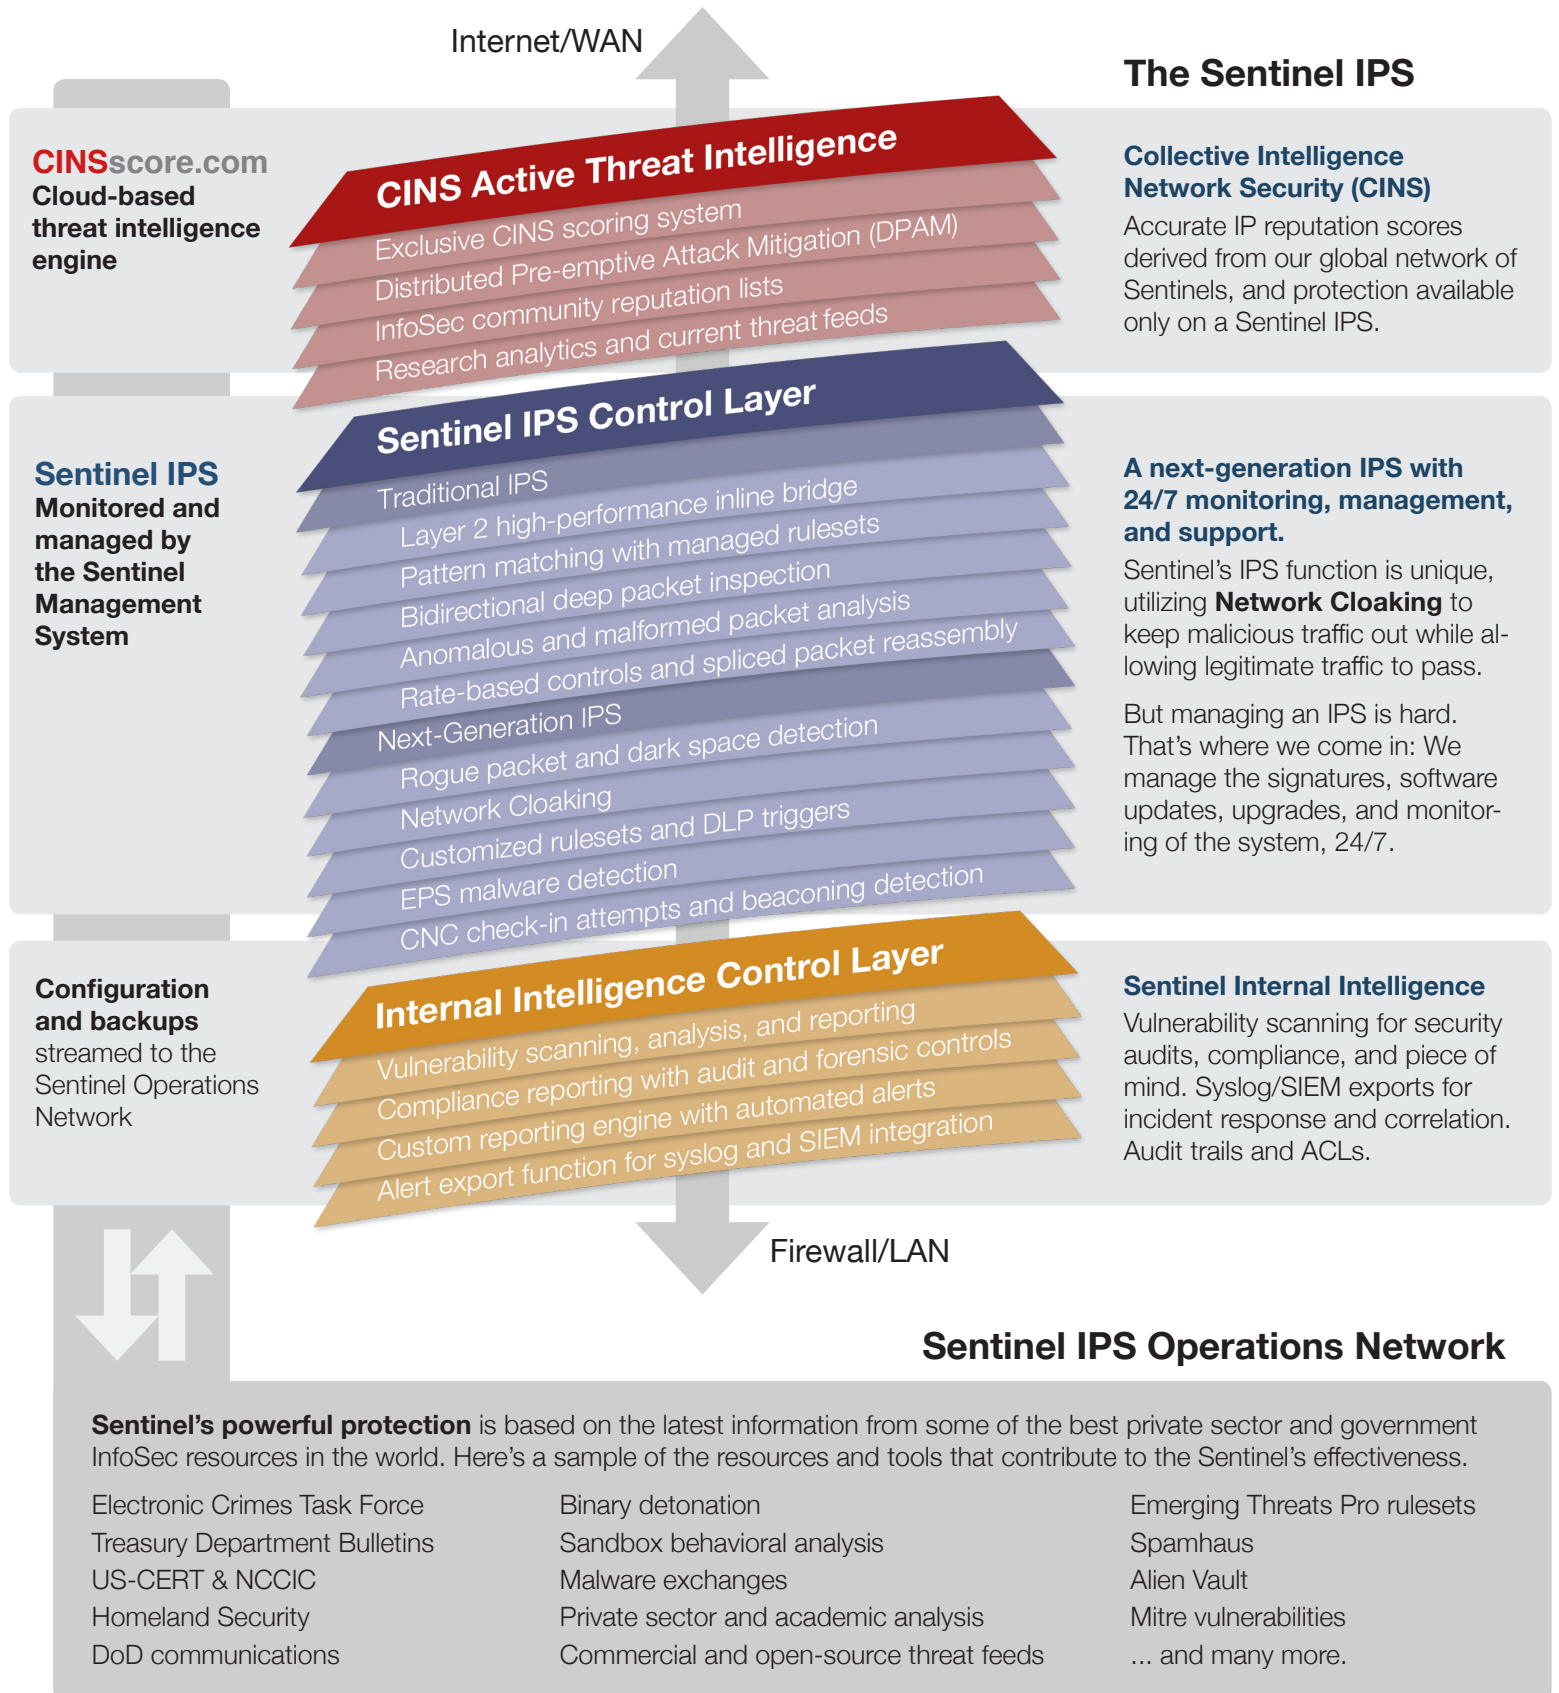 Internet/WAN
The Sentinel IPS
CINSscore.com
Cloud-based
threat intelligence
engine
CINS Active Threat Intelligence
Exclusive CINS scoring system
Distributed Pre-emptive Attack Mitigation (DPAM)
InfoSec community reputation lists
Research analytics and current threat feeds
Collective Intelligence
Network Security (CINS)
Accurate IP reputation scores
derived from our global network of
Sentinels, and protection available
only on a Sentinel IPS.
Sentinel IPS
Monitored and
managed by
the Sentinel
Management
System
Sentinel IPS Control Layer
Traditional IPS
Layer 2 high-performance inline bridge
Pattern matching with managed rulesets
Bidirectional deep packet inspection
Anomalous and malformed packet analysis
Rate-based controls and spliced packet reassembly
Next-Generation IPS
Rogue packet and dark space detection
Network Cloaking
Customized rulesets and DLP triggers
EPS malware detection
CNC check-in attempts and beaconing detection
A next-generation IPS with
24/7 monitoring, management,
and support.
Sentinel's IPS function is unique,
utilizing Network Cloaking to
keep malicious traffic out while al-
lowing legitimate traffic to pass.
But managing an IPS is hard.
That's where we come in: We
manage the signatures, software
updates, upgrades, and monitor-
ing of the system, 24/7.
Configuration
and backups
streamed to the
Sentinel Operations
Network
Internal Intelligence Control Layer
Vulnerability scanning, analysis, and reporting
Compliance reporting with audit and forensic controls
Custom reporting engine with automated alerts
Alert export function for syslog and SIEM integration
Sentinel Internal Intelligence
Vulnerability scanning for security
audits, compliance, and piece of
mind. Syslog/SIEM exports for
incident response and correlation.
Audit trails and ACLs.
Firewall/LAN
Sentinel IPS Operations Network
Sentinel's powerful protection is based on the latest information from some of the best private sector and government
InfoSec resources in the world. Here's a sample of the resources and tools that contribute to the Sentinel's effectiveness.
Electronic Crimes Task Force
Treasury Department Bulletins
US-CERT & NCCIC
Homeland Security
DoD communications
Binary detonation
Sandbox behavioral analysis
Malware exchanges
Private sector and academic analysis
Commercial and open-source threat feeds
Emerging Threats Pro rulesets
Spamhaus
Alien Vault
Mitre vulnerabilities
... and many more.